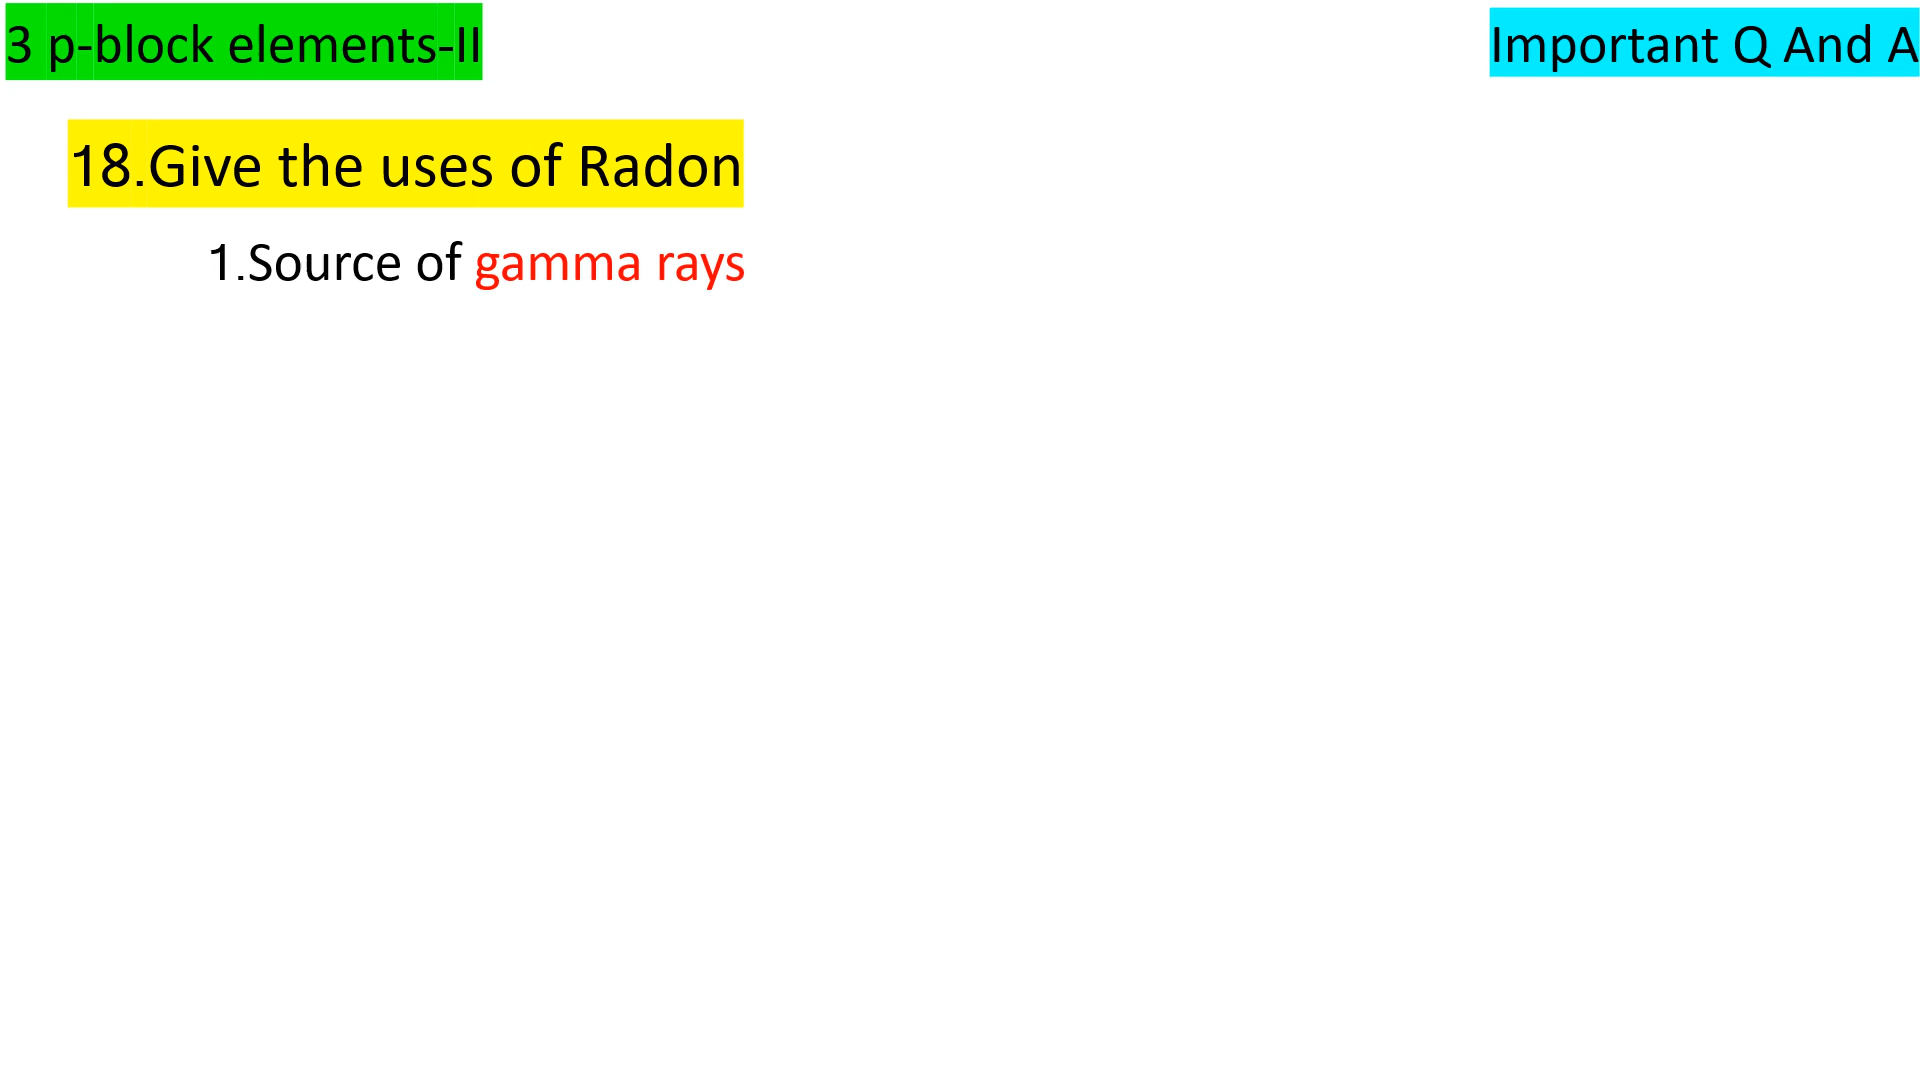 3 p-block elements-II
Important Q And A
18.Give the uses of Radon
1.Source of gamma rays